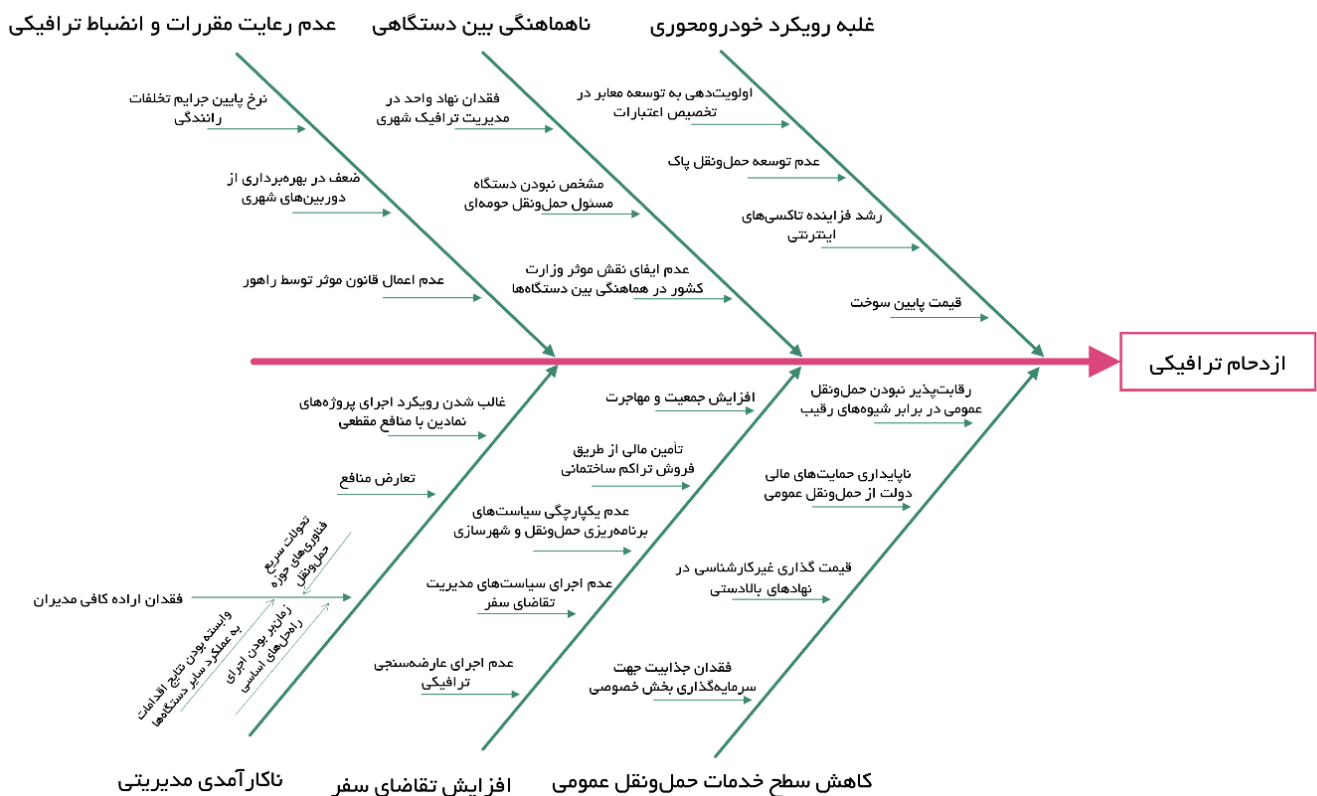 غلبه رویکرد خودرومحوری
ناهماهنگی بین دستگاهی
عدم رعایت مقررات و انضباط ترافیکی
اولویت‌دهی به توسعه معابر در
تخصیص اعتبارات
عدم توسعه حمل‌ونقل پاک
رشد فزاینده تاکسی‌های
اینترنتی
قیمت پایین سوخت
فقدان نهاد واحد در
مدیریت ترافیک شهری
مشخص نبودن دستگاه
مسئول حمل‌ونقل حومه‌ای
عدم ایفای نقش موثر وزارت
کشور در هماهنگی بین دستگاه‌ها
نرخ پایین جرایم تخلفات
رانندگی
ضعف در بهره‌برداری از
دوربین‌های شهری
عدم اعمال قانون موثر توسط راهور
ازدحام ترافیکی
رقابت‌پذیر نبودن حمل‌ونقل
عمومی در برابر شیوه‌های رقیب
ناپایداری حمایت‌های مالی
دولت از حمل‌ونقل عمومی
قیمت گذاری غیرکارشناسی در
نهادهای بالادستی
فقدان جذابیت جهت
سرمایه‌گذاری بخش خصوصی
افزایش جمعیت و مهاجرت
تأمین مالی از طریق
فروش تراکم ساختمانی
عدم یکپارچگی سیاست‌های
برنامه‌ریزی حمل‌ونقل و شهرسازی
عدم اجرای سیاست‌های مدیریت
تقاضای سفر
عدم اجرای عارضه‌سنجی
ترافیکی
غالب شدن رویکرد اجرای پروژه‌های
نمادین با منافع مقطعی
تعارض منافع
تحولات سریع
فناوری‌های حوزه
حمل‌ونقل
فقدان اراده کافی مدیران
زمان‌بر بودن اجرای
راه‌حل‌های اساسی
وابسته بودن نتایج اقدامات
به عملکرد سایر دستگاه‌ها
کاهش سطح خدمات حمل‌ونقل عمومی
افزایش تقاضای سفر
ناکارآمدی مدیریتی